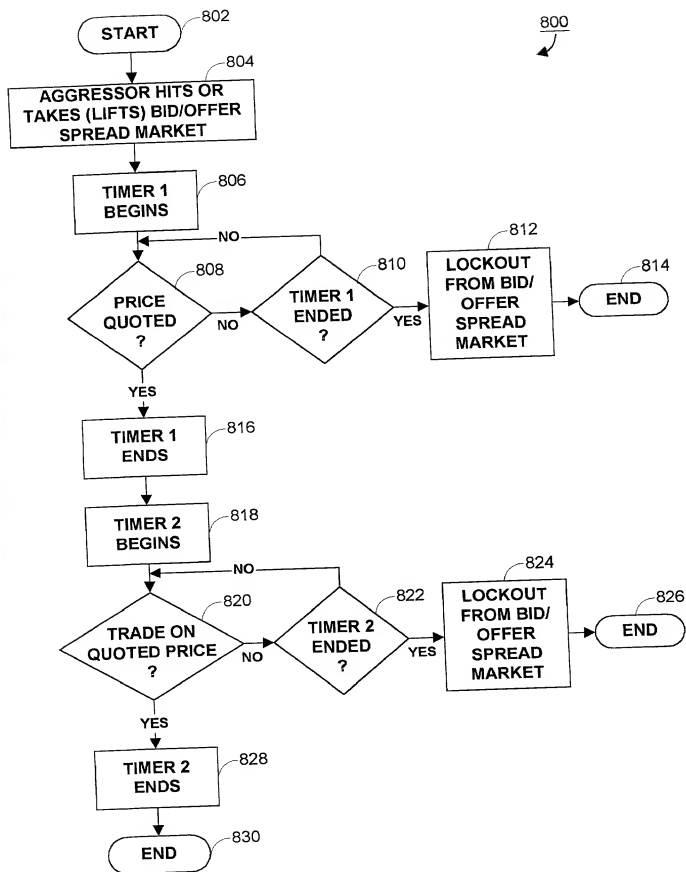 START
802
800
804
AGGRESSOR HITS OR
TAKES (LIFTS) BID/OFFER
SPREAD MARKET
TIMER 1
BEGINS
806
NO
808
PRICE
QUOTED
?
NO
810
TIMER 1
ENDED
?
YES
812
LOCKOUT
FROM BID/
OFFER
SPREAD
MARKET
814
END
YES
TIMER 1
ENDS
816
TIMER 2
BEGINS
818
NO
820
TRADE ON
QUOTED PRICE
?
NO
822
TIMER 2
ENDED
?
YES
824
LOCKOUT
FROM BID/
OFFER
SPREAD
MARKET
826
END
YES
TIMER 2
ENDS
828
END
830